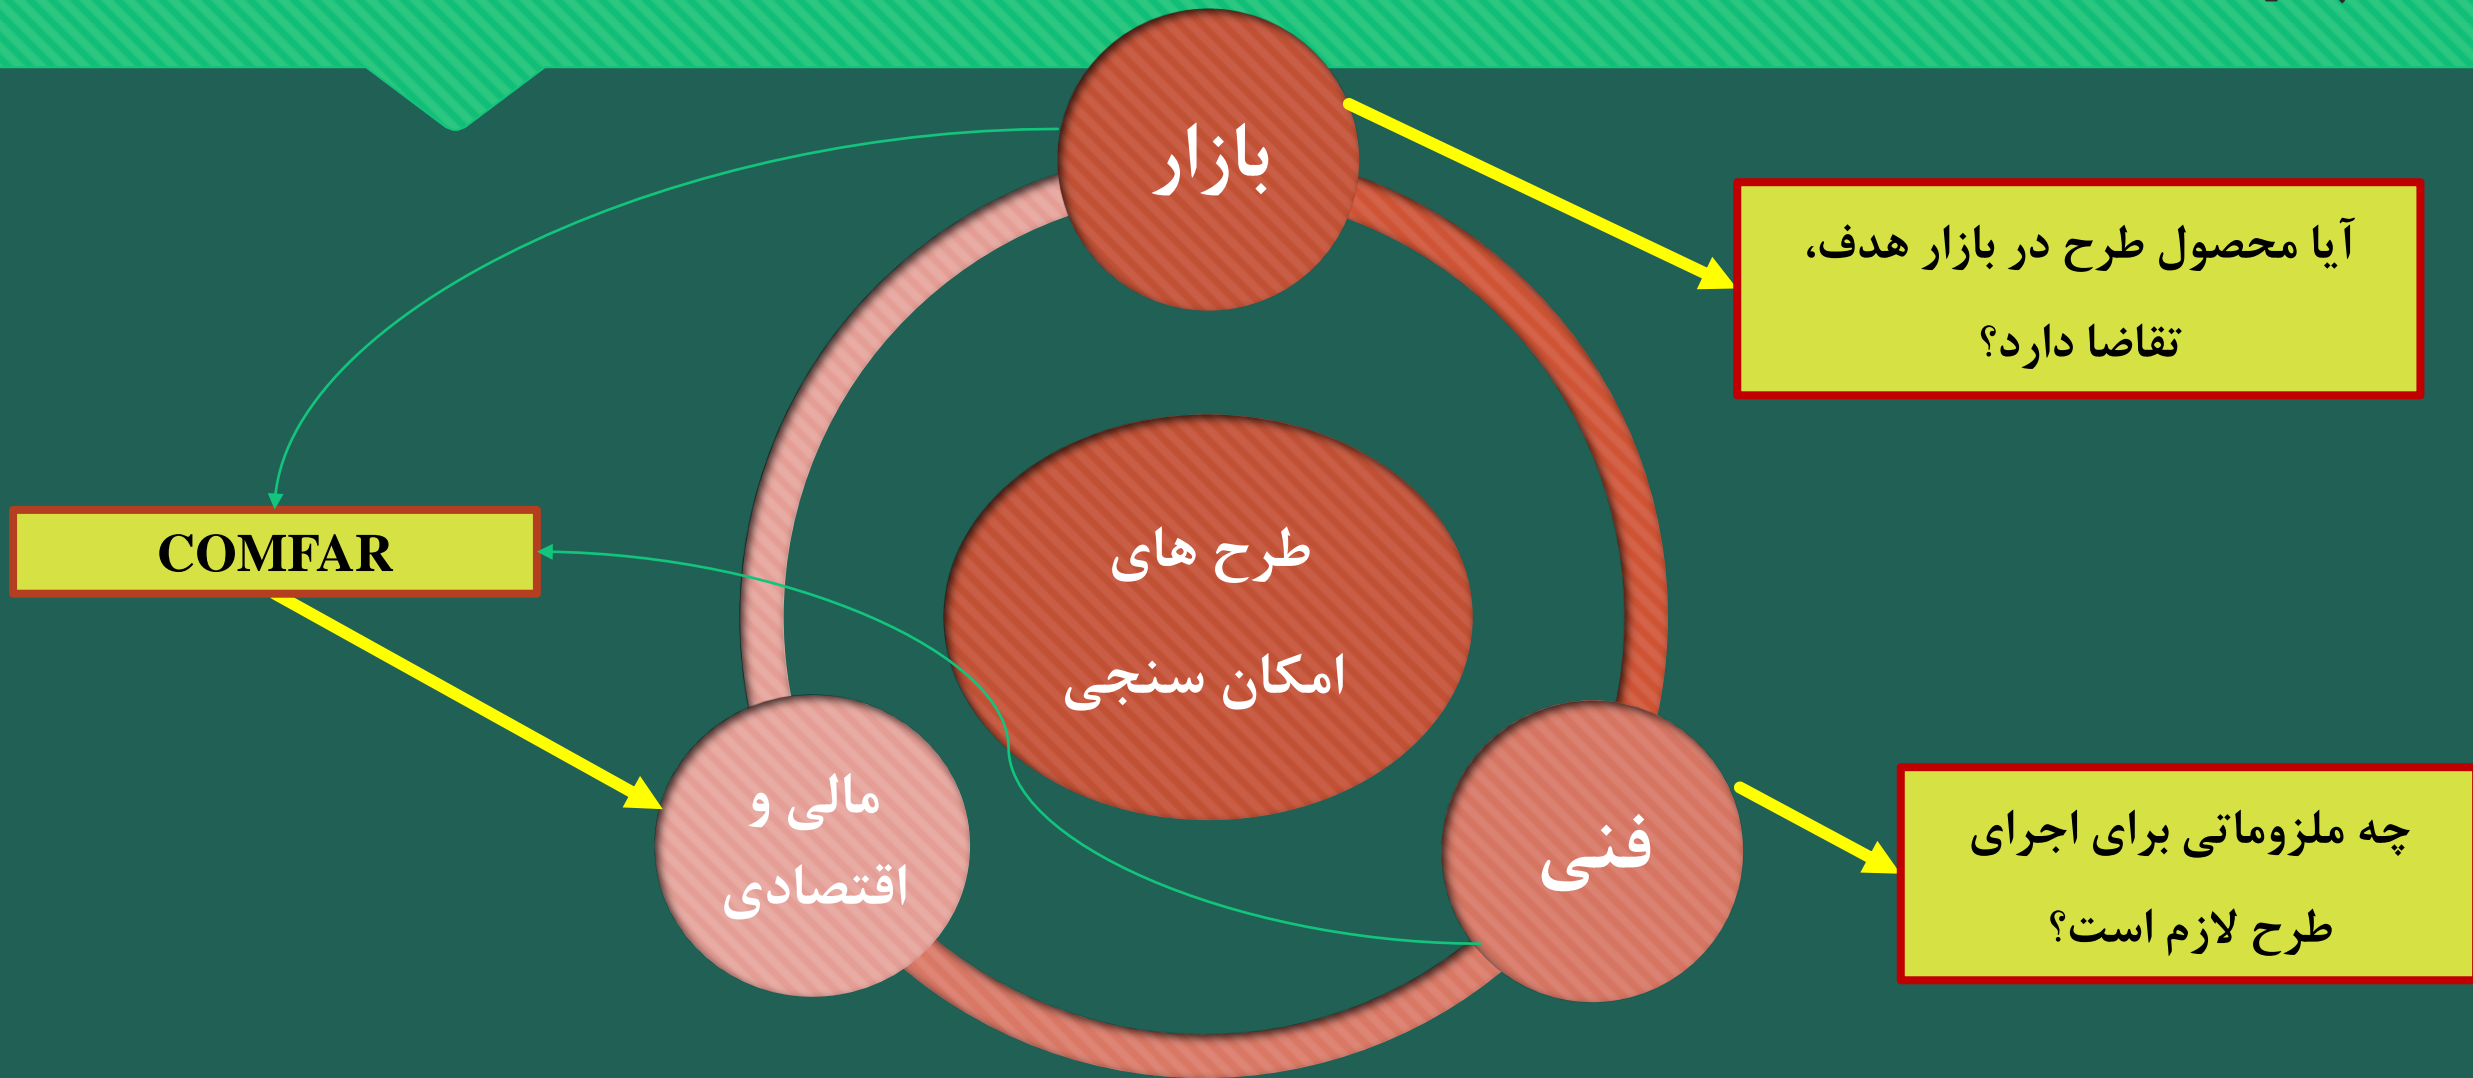 بازار
آیا محصول طرح در بازار هدف،
تقاضا دارد؟
COMFAR
طرح های
امکان سنجی
مالی و
اقتصادی
فنی
چه ملزوماتی برای اجرای
طرح لازم است؟